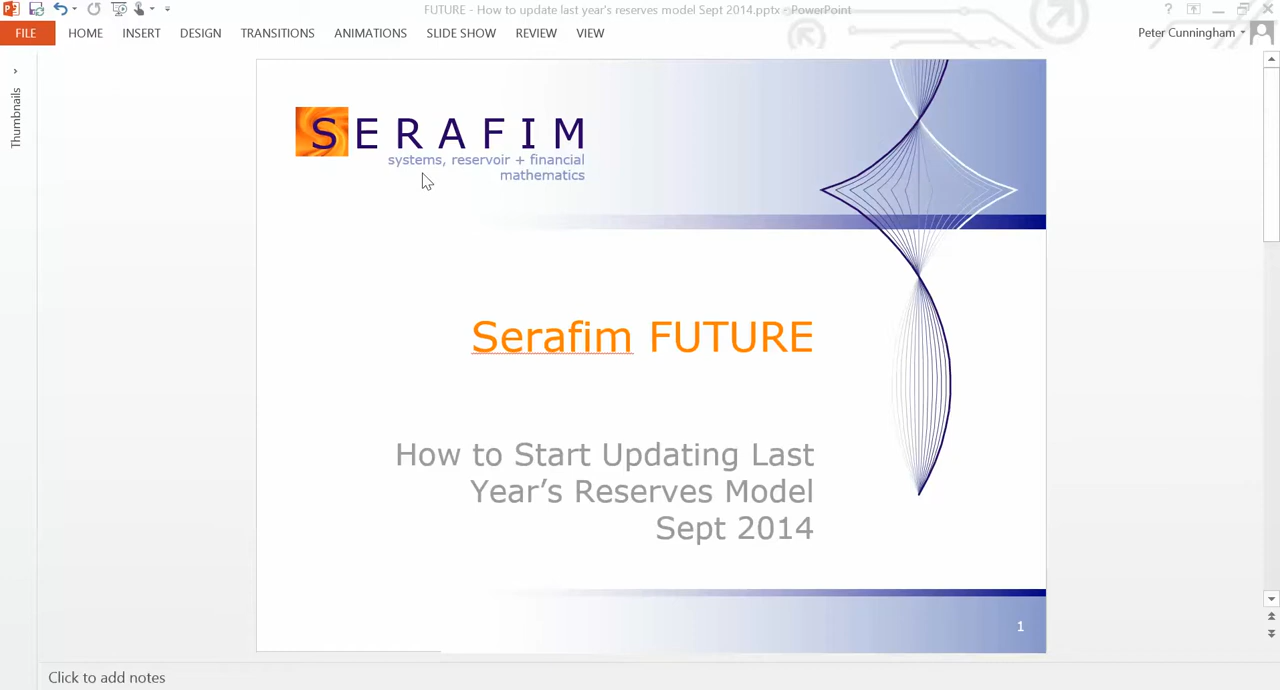 FUTURE - How to update last year's reserves model Sept 2014.pptx - PowerPoint
?
FILE HOME INSERT DESIGN TRANSITIONS ANIMATIONS SLIDE SHOW REVIEW VIEW Peter Cunningham
Thumbnails
SERAFIM
systems, reservoir + financial
mathematics
Serafim FUTURE
How to Start Updating Last
Year’s Reserves Model
Sept 2014
1
Click to add notes